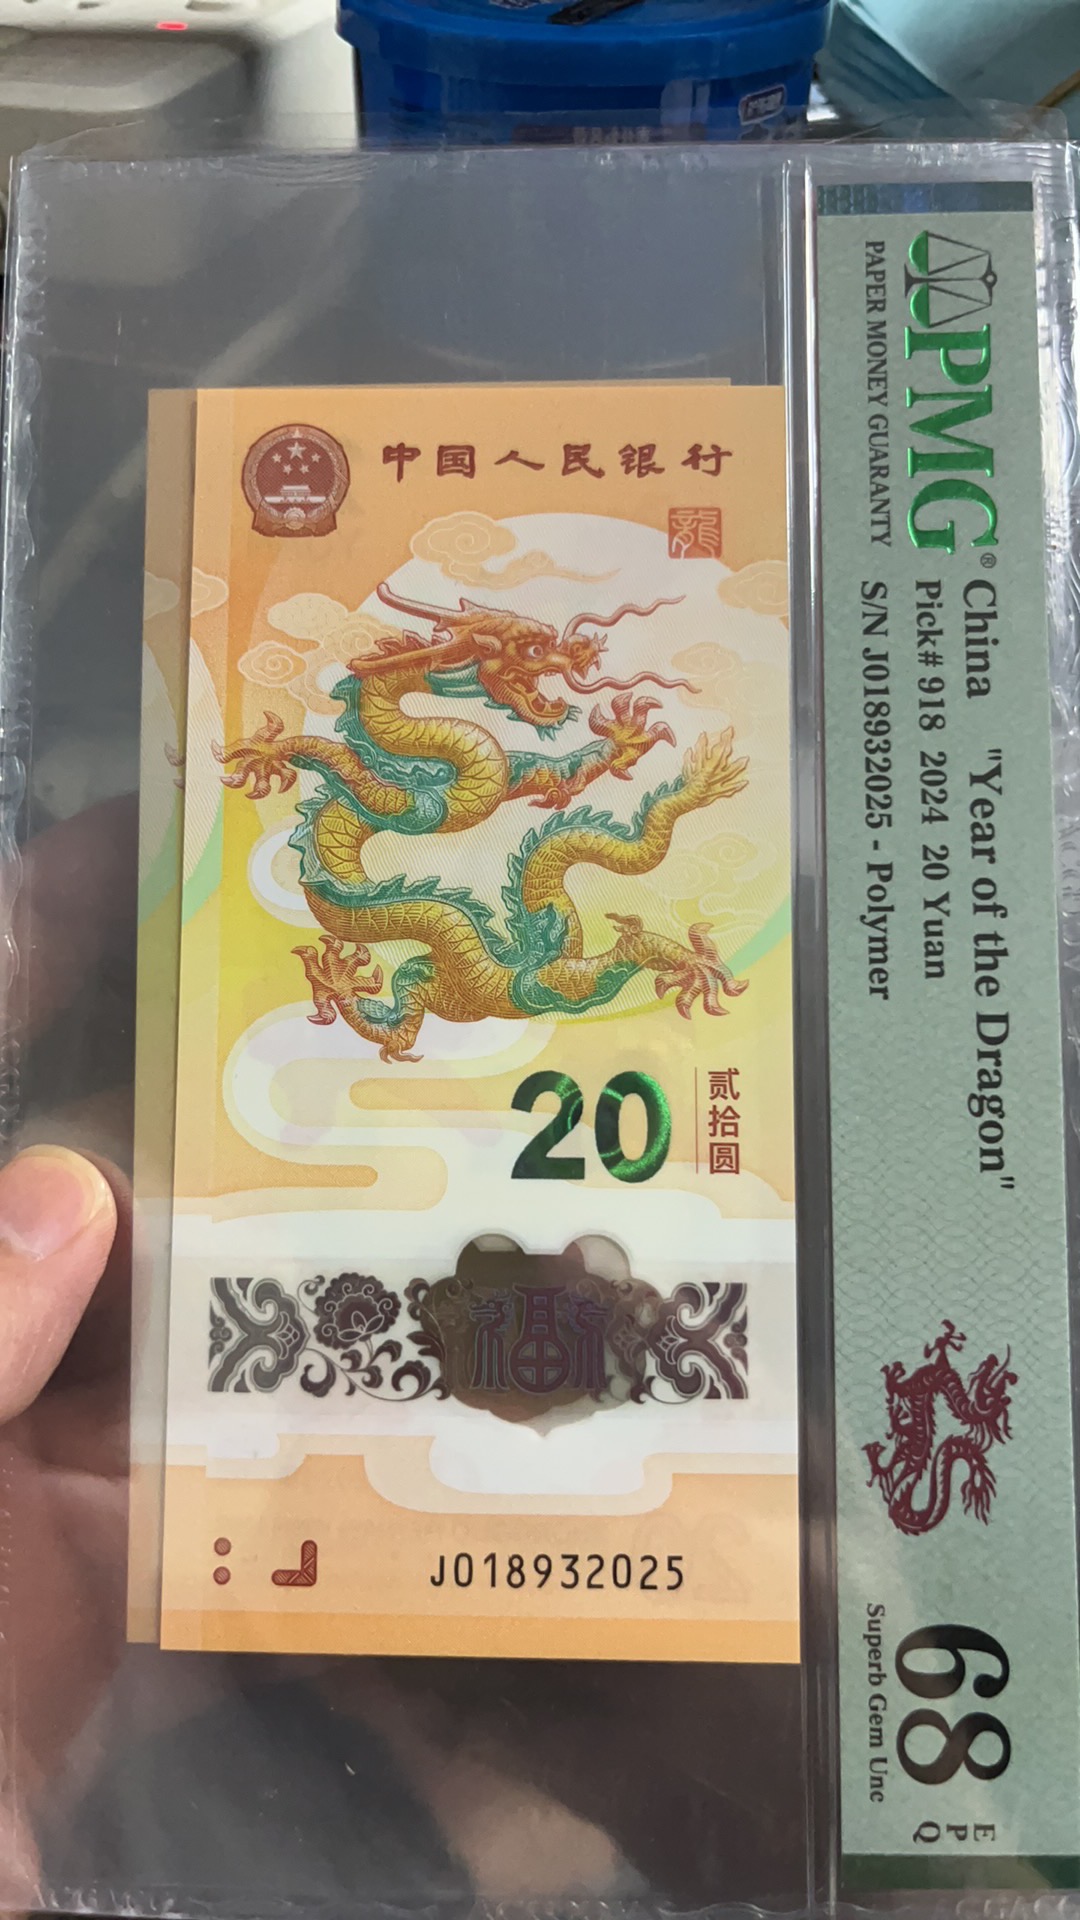 中国人民银行
龍
20
贰拾圆
福
J018932025
PMG®
PAPER MONEY GUARANTY
China "Year of the Dragon"
Pick# 918 2024 20 Yuan
S/N J018932025 - Polymer
68 EPQ
Superb Gem Unc